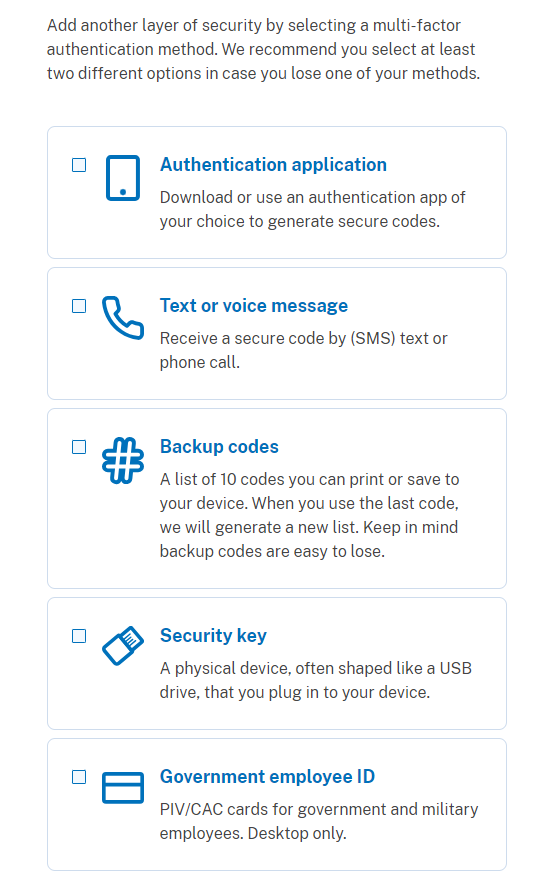 Add another layer of security by selecting a multi-factor
authentication method. We recommend you select at least
two different options in case you lose one of your methods.
Authentication application
Download or use an authentication app of
your choice to generate secure codes.
Text or voice message
Receive a secure code by (SMS) text or
phone call.
Backup codes
A list of 10 codes you can print or save to
your device. When you use the last code,
we will generate a new list. Keep in mind
backup codes are easy to lose.
Security key
A physical device, often shaped like a USB
drive, that you plug in to your device.
Government employee ID
PIV/CAC cards for government and military
employees. Desktop only.